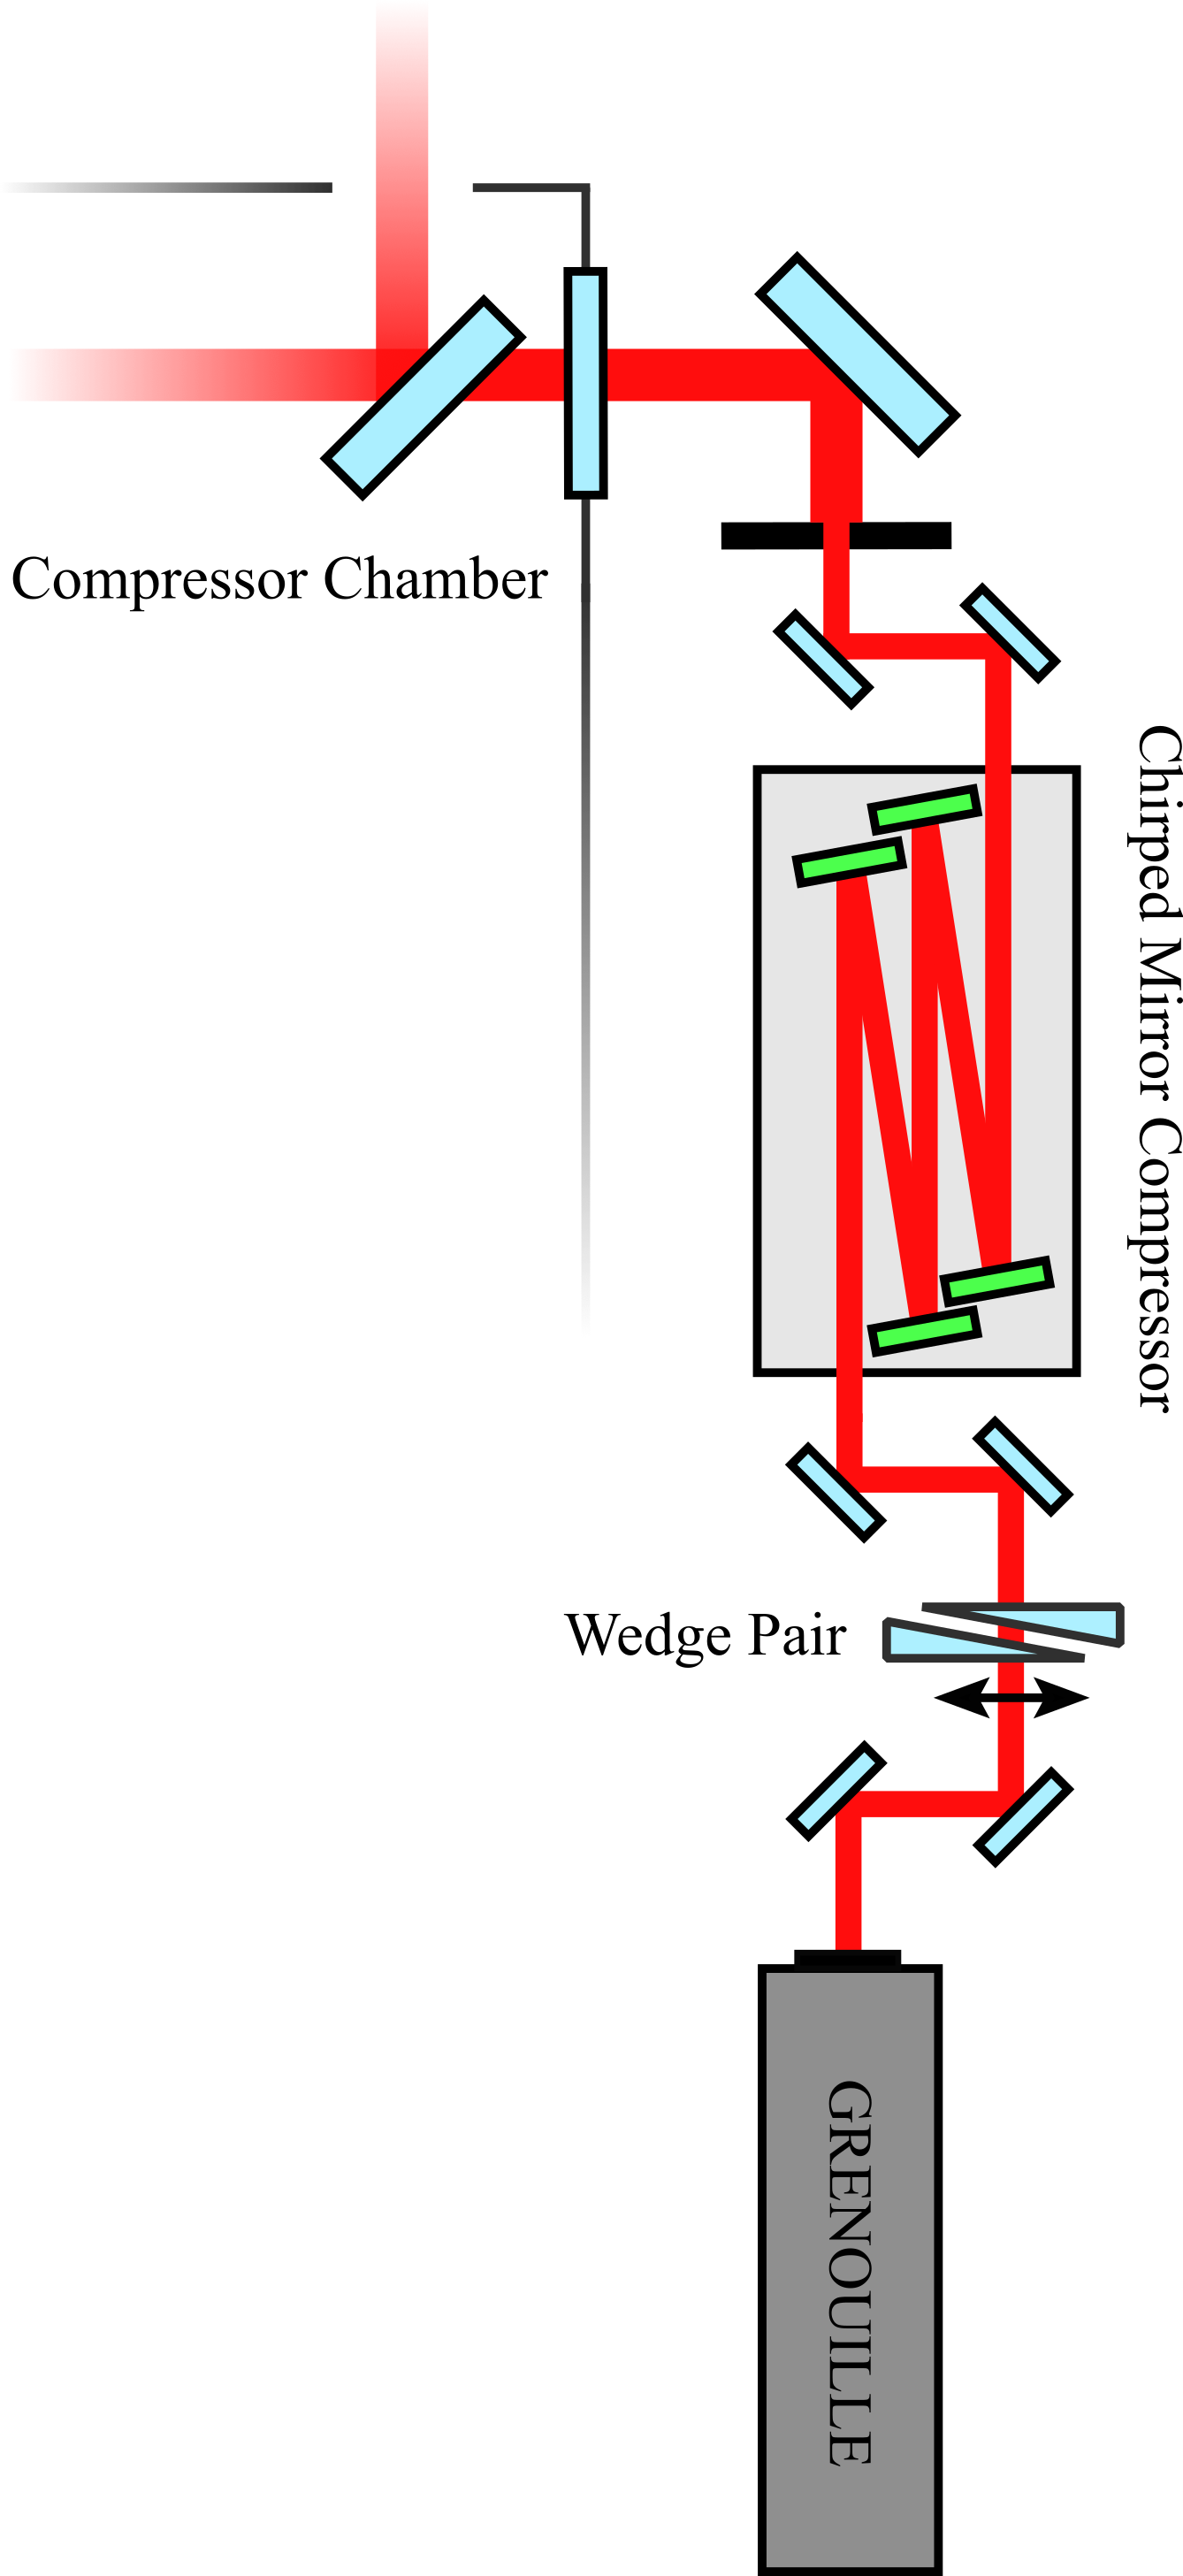 Compressor Chamber
Chirped Mirror Compressor
Wedge Pair
GRENOUILLE